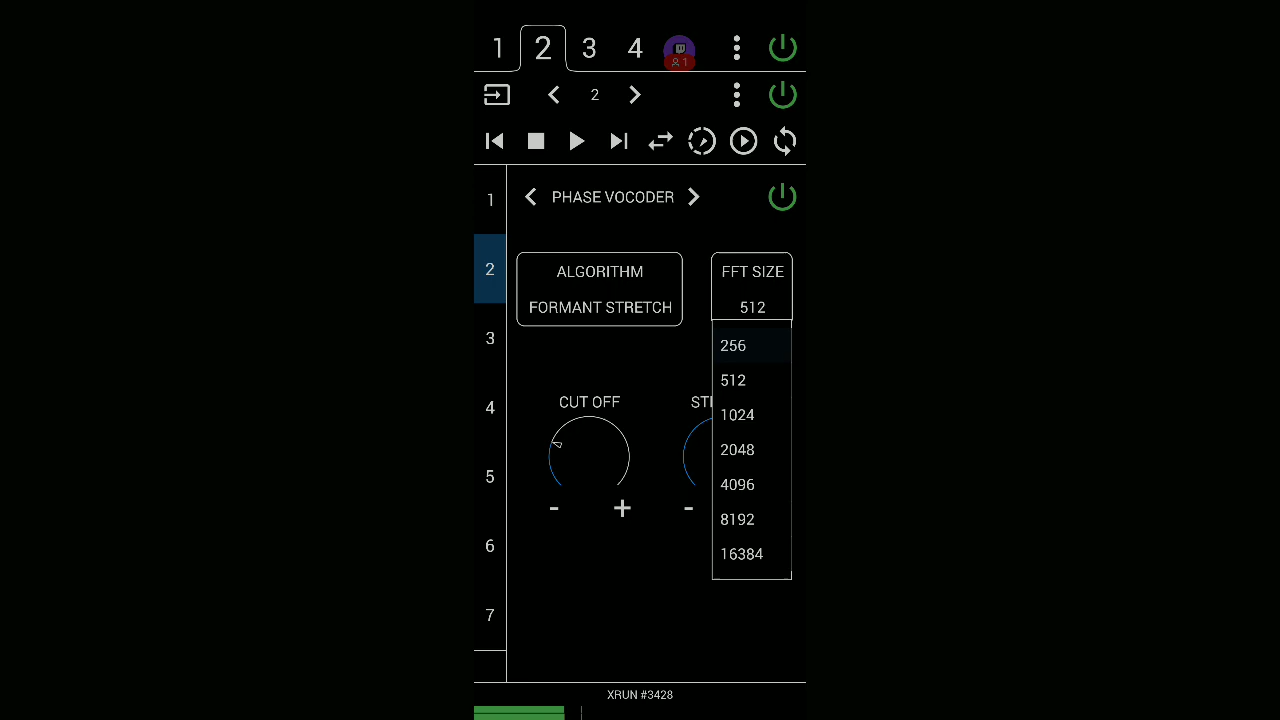 1 2 3 4
1
2
1
PHASE VOCODER
2
ALGORITHM
FORMANT STRETCH
FFT SIZE
512
256
512
1024
2048
4096
8192
16384
3
4
CUT OFF
STR
- +
-
5
6
7
XRUN #3428